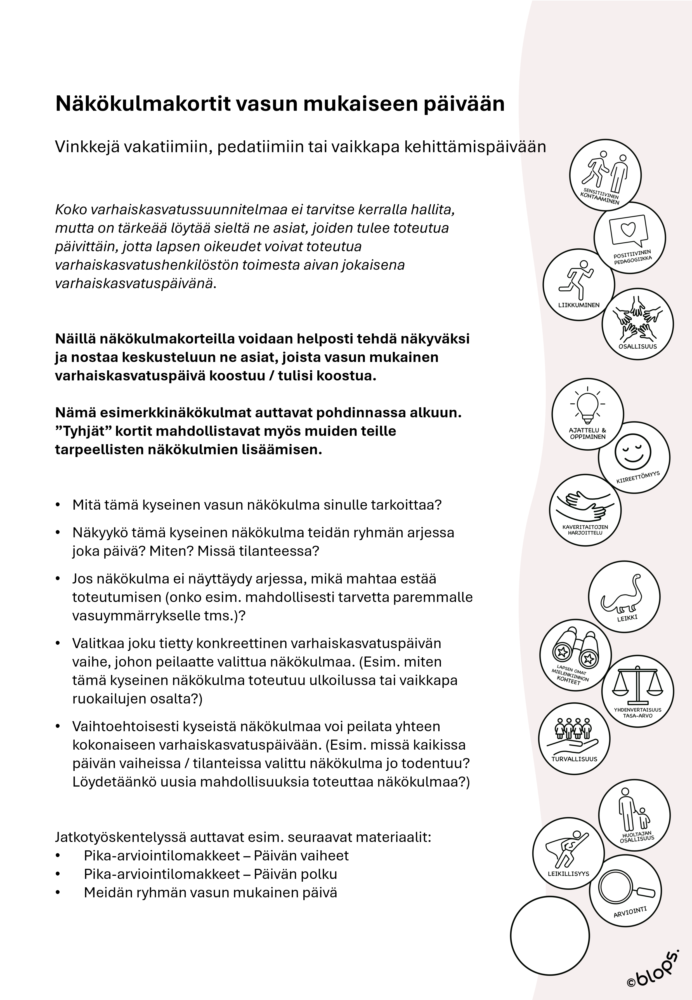 Näkökulmakortit vasun mukaiseen päivään
Vinkkejä vakatiimiin, pedatiimiin tai vaikkapa kehittämispäivään
Koko varhaiskasvatussuunnitelmaa ei tarvitse kerralla hallita,
mutta on tärkeää löytää sieltä ne asiat, joiden tulee toteutua
päivittäin, jotta lapsen oikeudet voivat toteutua
varhaiskasvatushenkilöstön toimesta aivan jokaisena
varhaiskasvatuspäivänä.
Näillä näkökulmakorteilla voidaan helposti tehdä näkyväksi
ja nostaa keskusteluun ne asiat, joista vasun mukainen
varhaiskasvatuspäivä koostuu / tulisi koostua.
Nämä esimerkkinäkökulmat auttavat pohdinnassa alkuun.
”Tyhjät” kortit mahdollistavat myös muiden teille
tarpeellisten näkökulmien lisäämisen.
• Mitä tämä kyseinen vasun näkökulma sinulle tarkoittaa?
• Näkyykö tämä kyseinen näkökulma teidän ryhmän arjessa
joka päivä? Miten? Missä tilanteessa?
• Jos näkökulma ei näyttäydy arjessa, mikä mahtaa estää
toteutumisen (onko esim. mahdollisesti tarvetta paremmalle
vasuymmärrykselle tms.)?
• Valitkaa joku tietty konkreettinen varhaiskasvatuspäivän
vaihe, johon peilaatte valittua näkökulmaa. (Esim. miten
tämä kyseinen näkökulma toteutuu ulkoilussa tai vaikkapa
ruokailujen osalta?)
• Vaihtoehtoisesti kyseistä näkökulmaa voi peilata yhteen
kokonaiseen varhaiskasvatuspäivään. (Esim. missä kaikissa
päivän vaiheissa / tilanteissa valittu näkökulma jo todentuu?
Löydetäänkö uusia mahdollisuuksia toteuttaa näkökulmaa?)
Jatkotyöskentelyssä auttavat esim. seuraavat materiaalit:
• Pika-arviointilomakkeet – Päivän vaiheet
• Pika-arviointilomakkeet – Päivän polku
• Meidän ryhmän vasun mukainen päivä
SENSITIIVINEN
KOHTAAMINEN
POSITIIVINEN
PEDAGOGIIKKA
LIIKKUMINEN
OSALLISUUS
AJATTELU &
OPPIMINEN
KIIREETTÖMYYS
KAVERITAITOJEN
HARJOITTELU
LEIKKI
LAPSEN OMAT
MIELENKIINNON
KOHTEET
YHDENVERTAISUUS
TASA-ARVO
TURVALLISUUS
HUOLTAJAN
OSALLISUUS
LEIKILLISYYS
ARVIOINTI
©blops.